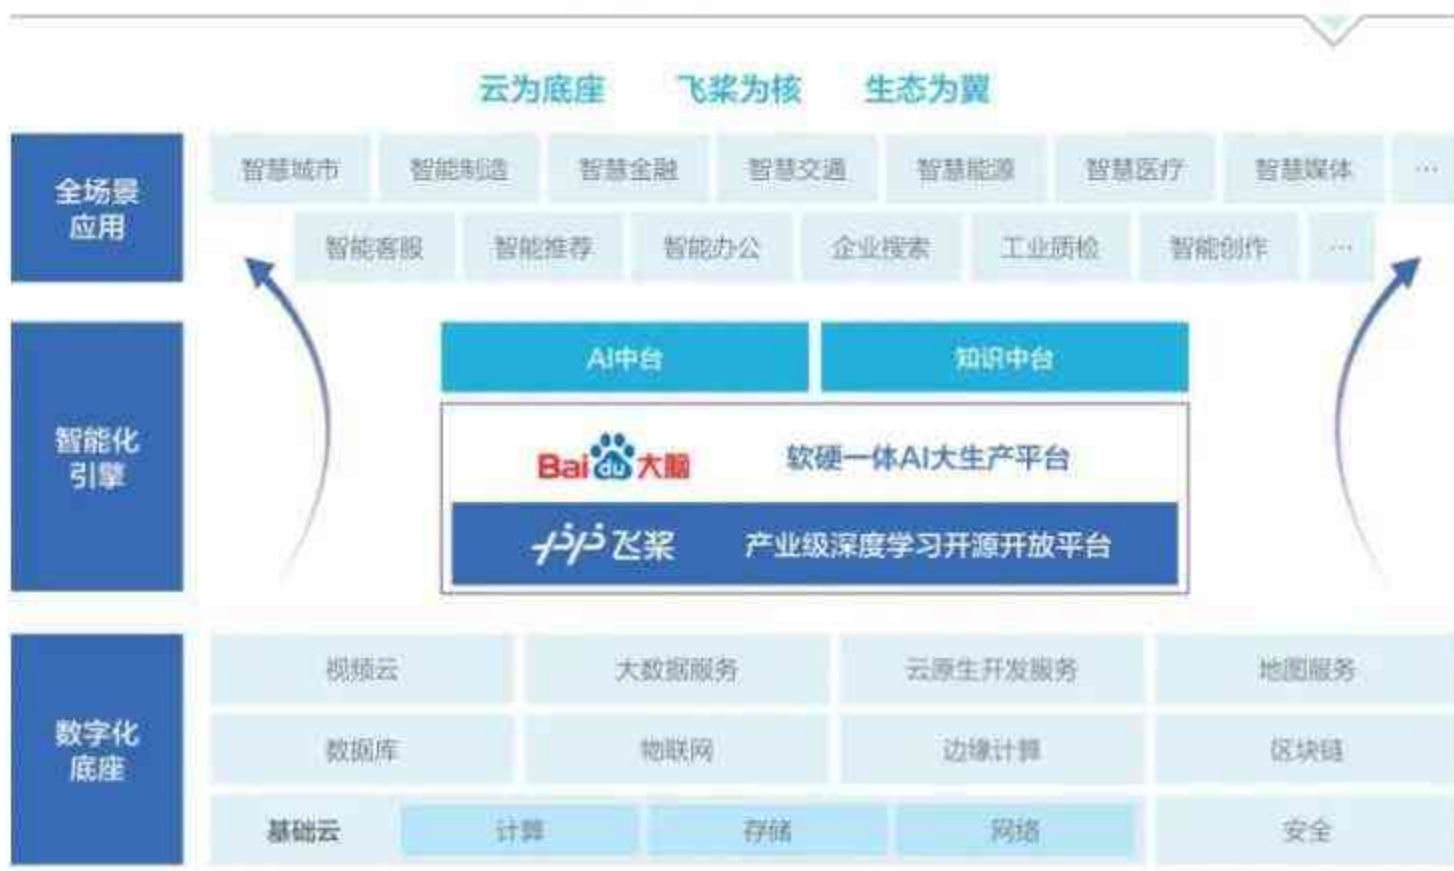 云为底座 飞桨为核 生态为翼
全场景
应用
智慧城市 智能制造 智慧金融 智慧交通 智慧能源 智慧医疗 智慧媒体 ...
智能客服 智能推荐 智能办公 企业搜索 工业质检 智能创作 ...
智能化
引擎
AI中台 知识中台
Baidu大脑 软硬一体AI大生产平台
飞桨 产业级深度学习开源开放平台
数字化
底座
视频云 大数据服务 云原生开发服务 地图服务
数据库 物联网 边缘计算 区块链
基础云 计算 存储 网络 安全